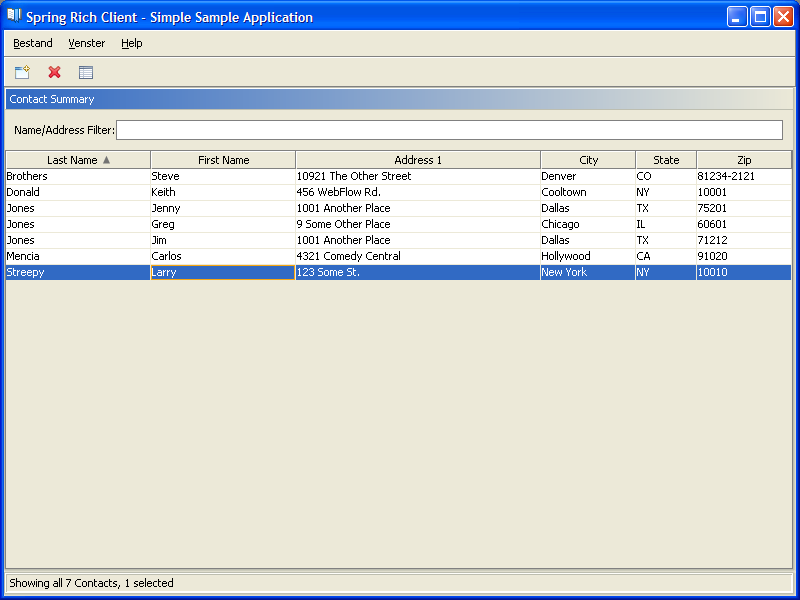 Spring Rich Client - Simple Sample Application
Bestand Venster Help
Contact Summary
Name/Address Filter:
Last Name First Name Address 1 City State Zip
Brothers Steve 10921 The Other Street Denver CO 81234-2121
Donald Keith 456 WebFlow Rd. Cooltown NY 10001
Jones Jenny 1001 Another Place Dallas TX 75201
Jones Greg 9 Some Other Place Chicago IL 60601
Jones Jim 1001 Another Place Dallas TX 71212
Mencia Carlos 4321 Comedy Central Hollywood CA 91020
Streepy Larry 123 Some St. New York NY 10010
Showing all 7 Contacts, 1 selected